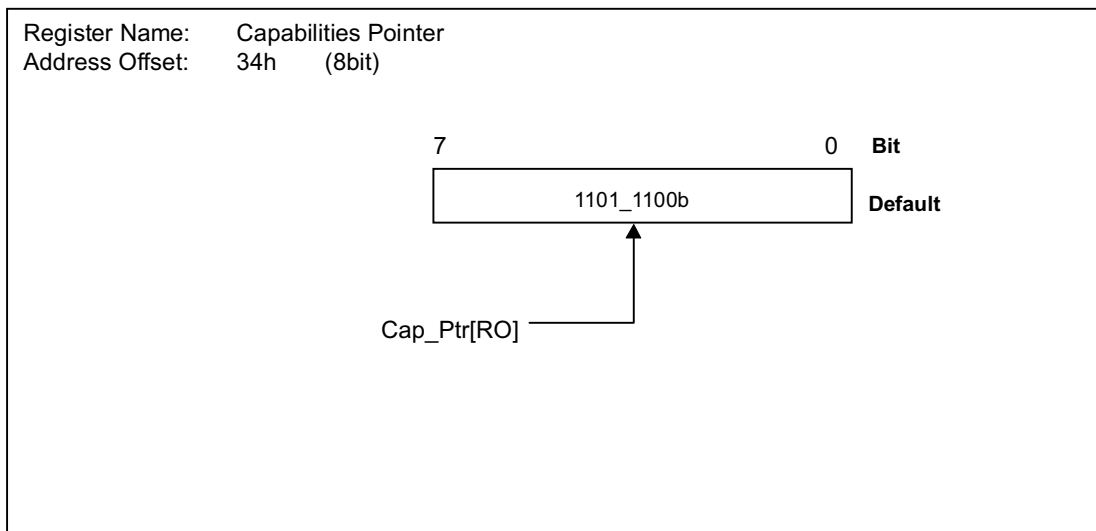 Register Name: Capabilities Pointer
Address Offset: 34h (8bit)
7 0 Bit
1101_1100b Default
Cap_Ptr[RO]